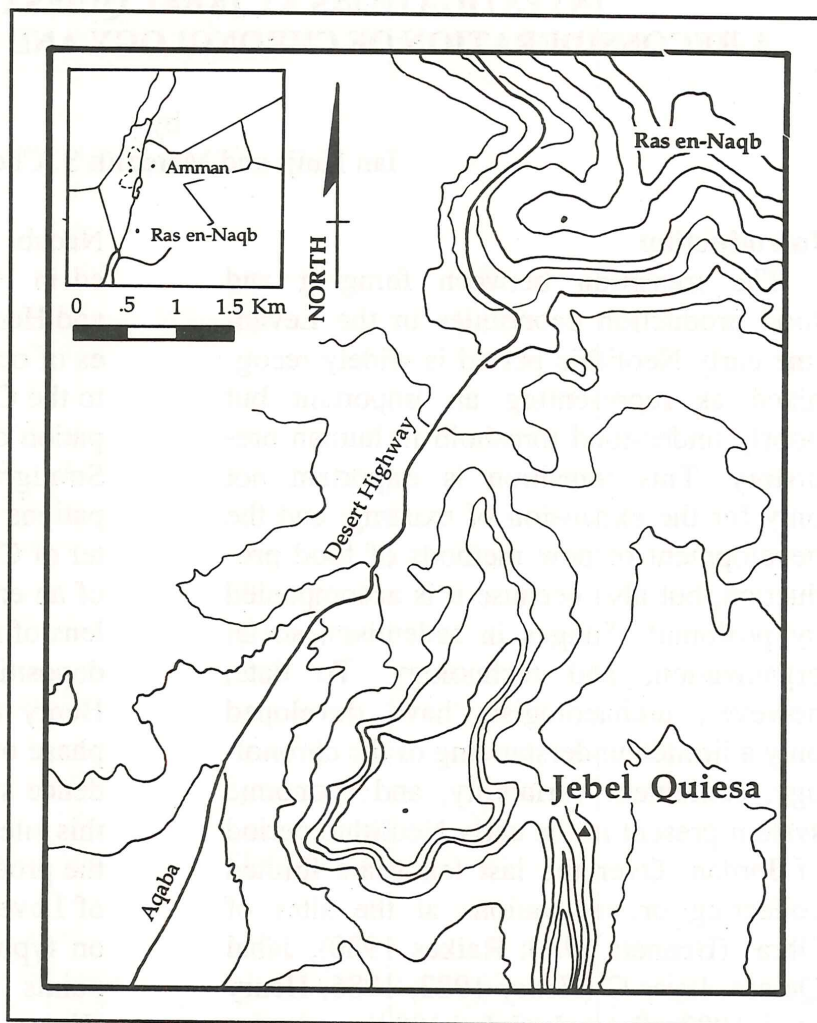 Amman
Ras en-Naqb
0 .5 1 1.5 Km
NORTH
Ras en-Naqb
Desert Highway
Jebel Quiesa
Aqaba